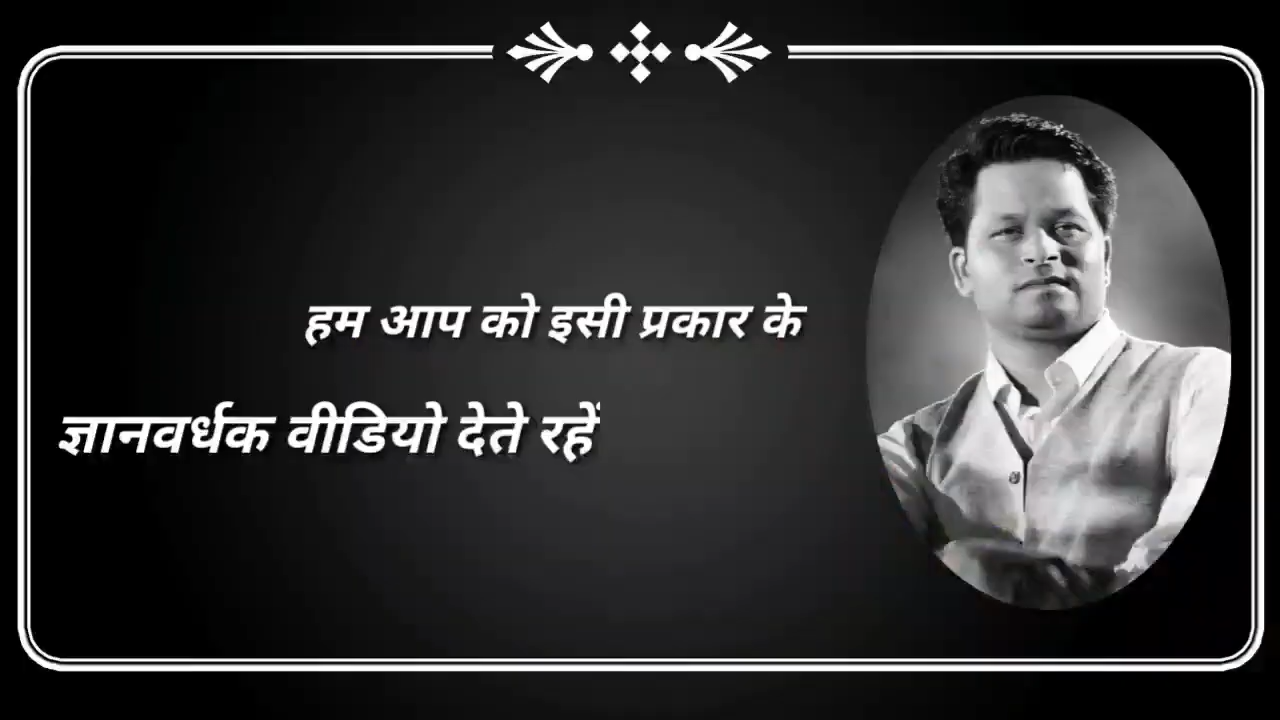 हम आप को इसी प्रकार के
ज्ञानवर्धक वीडियो देते रहें